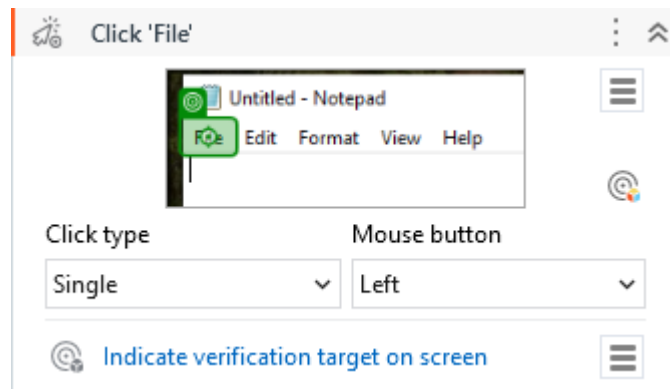 Click 'File'
Untitled - Notepad
File Edit Format View Help
Click type Mouse button
Single Left
Indicate verification target on screen